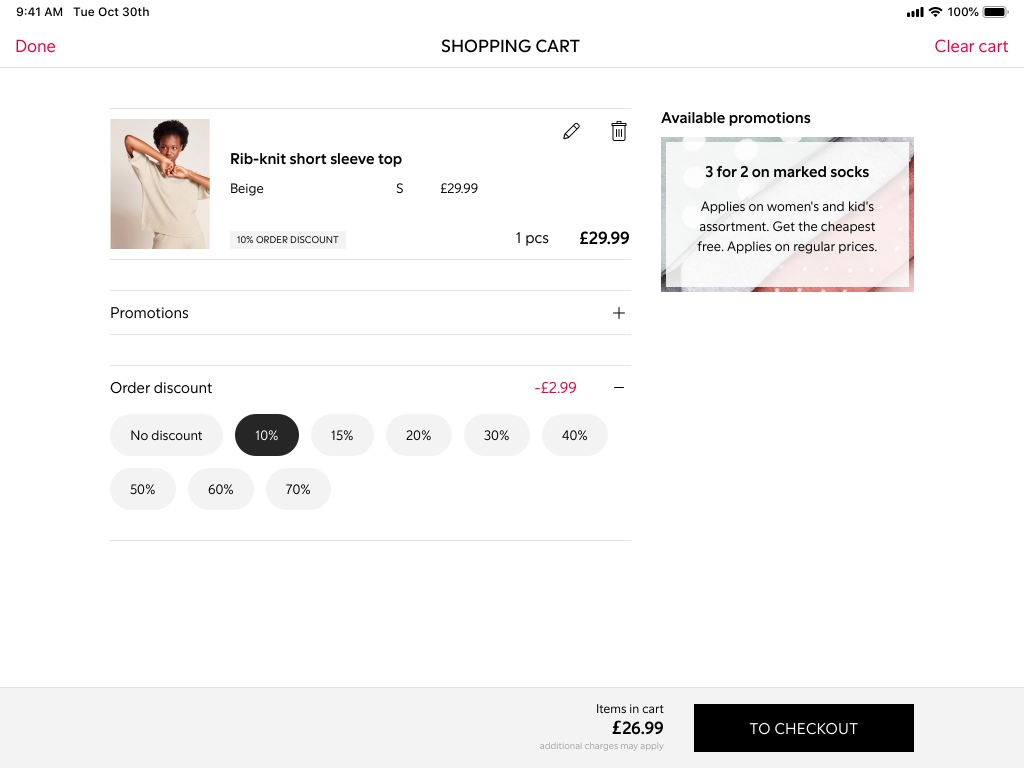 9:41 AM Tue Oct 30th
100%
Done
SHOPPING CART
Clear cart
Rib-knit short sleeve top
Beige S £29.99
10% ORDER DISCOUNT
1 pcs £29.99
Promotions
Order discount -£2.99
No discount 10% 15% 20% 30% 40%
50% 60% 70%
Available promotions
3 for 2 on marked socks
Applies on women's and kid's
assortment. Get the cheapest
free. Applies on regular prices.
Items in cart
£26.99
additional charges may apply
TO CHECKOUT